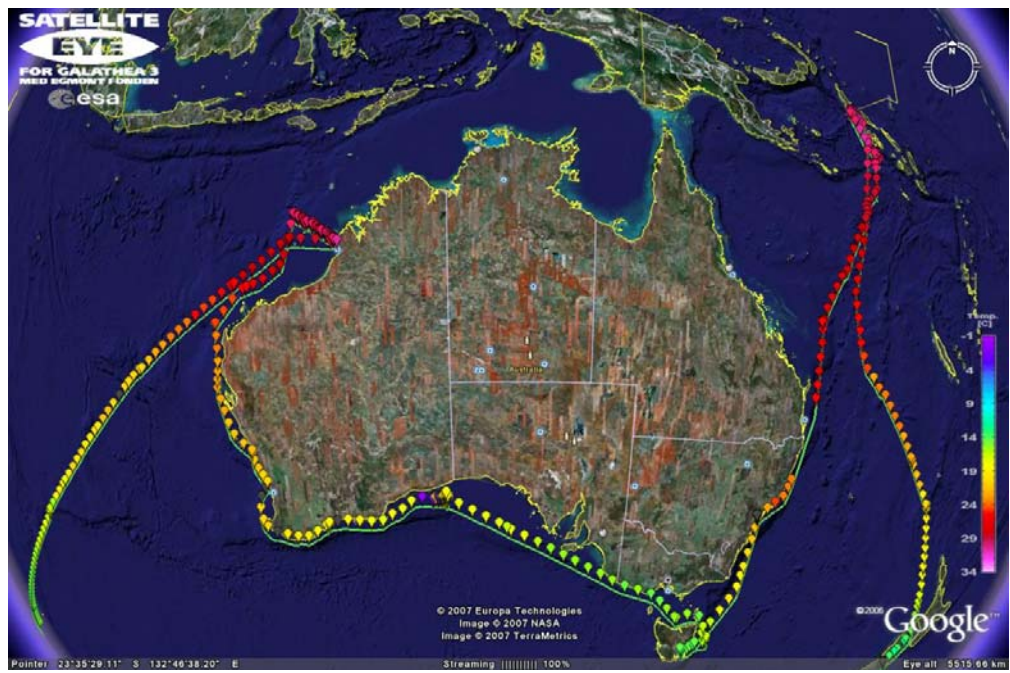 SATELLITE
EYE
FOR GALATHEA 3
MED EGMONT FONDEN
esa
N
Temp.
[C]
-1
4
9
14
19
24
29
34
Australia
© 2007 Europa Technologies
Image © 2007 NASA
Image © 2007 TerraMetrics
©2006 Google™
Pointer 23°35'29.11" S 132°46'38.20" E
Streaming |||||||||| 100%
Eye alt 5515.66 km